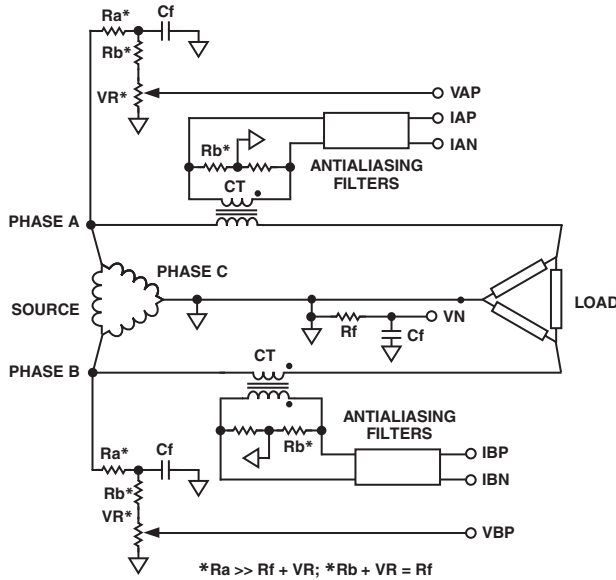 Ra*
Cf
Rb*
VR*
VAP
IAP
IAN
Rb*
ANTIALIASING
FILTERS
CT
PHASE A
PHASE C
SOURCE
LOAD
VN
Rf
Cf
PHASE B
CT
ANTIALIASING
FILTERS
Rb*
Ra*
Cf
IBP
IBN
Rb*
VR*
VBP
*Ra >> Rf + VR; *Rb + VR = Rf